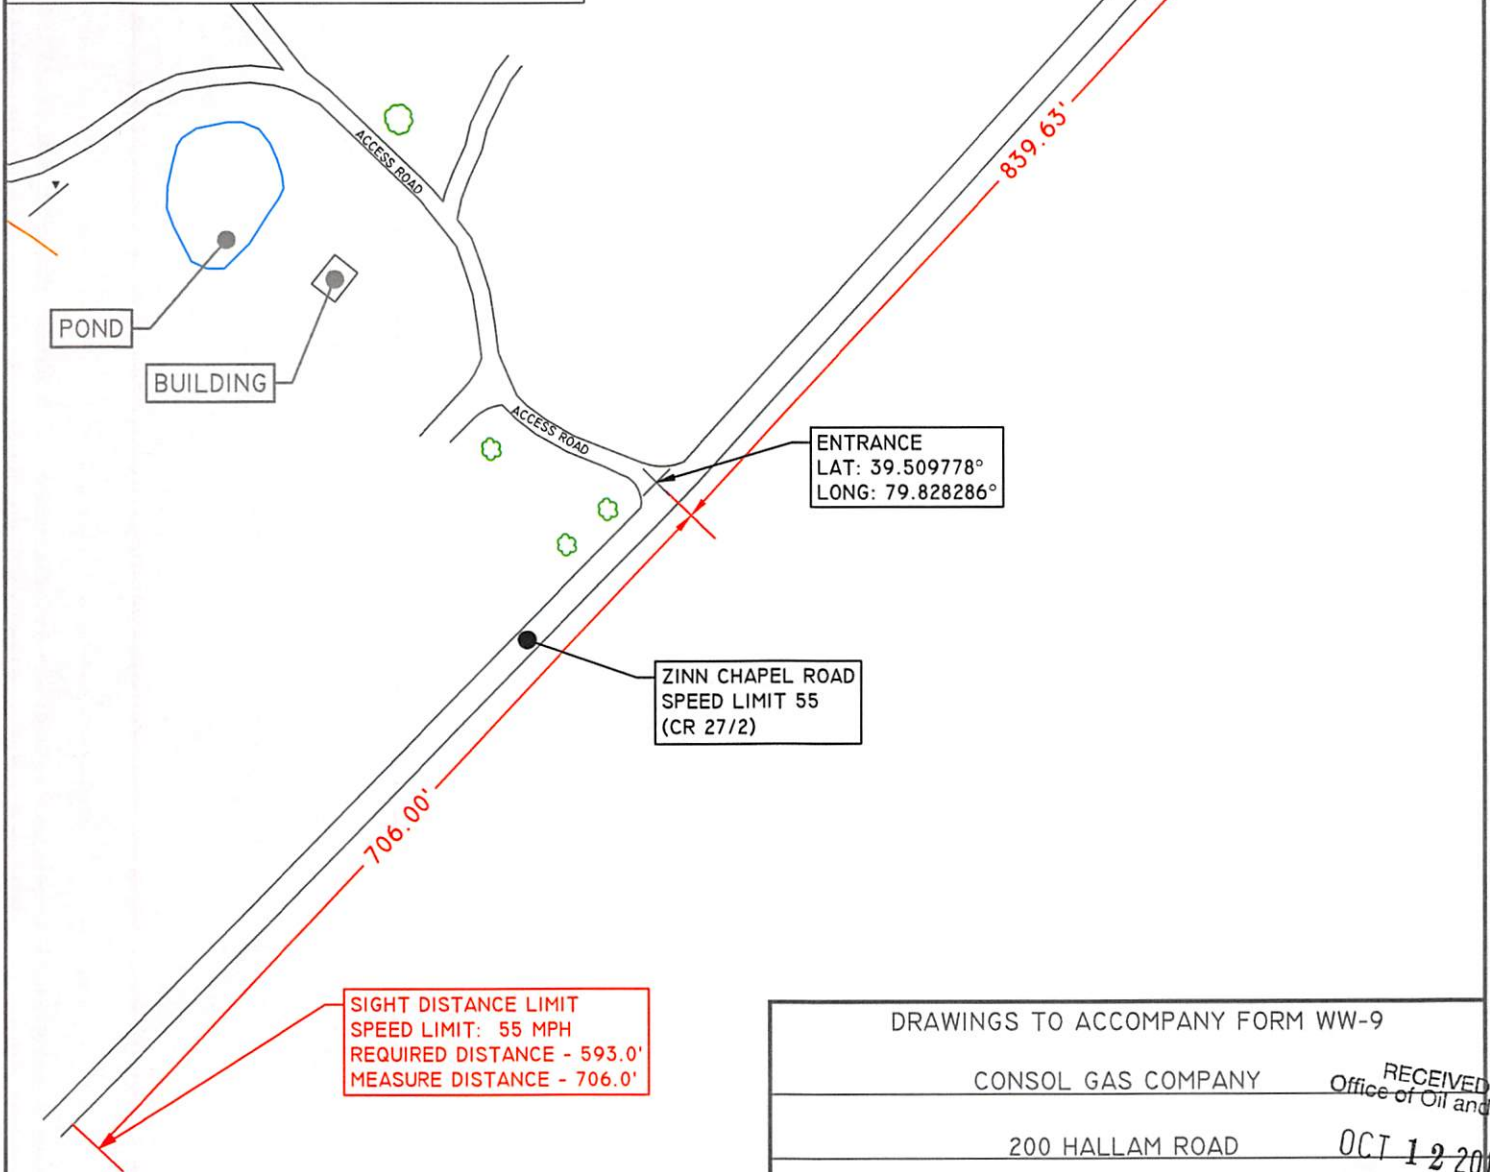 ACCESS ROAD
839.63'
POND
BUILDING
ACCESS ROAD
ENTRANCE
LAT: 39.509778°
LONG: 79.828286°
ZINN CHAPEL ROAD
SPEED LIMIT 55
(CR 27/2)
706.00'
SIGHT DISTANCE LIMIT
SPEED LIMIT: 55 MPH
REQUIRED DISTANCE - 593.0'
MEASURE DISTANCE - 706.0'
DRAWINGS TO ACCOMPANY FORM WW-9
CONSOL GAS COMPANY
RECEIVED
Office of Oil and
200 HALLAM ROAD
OCT 12